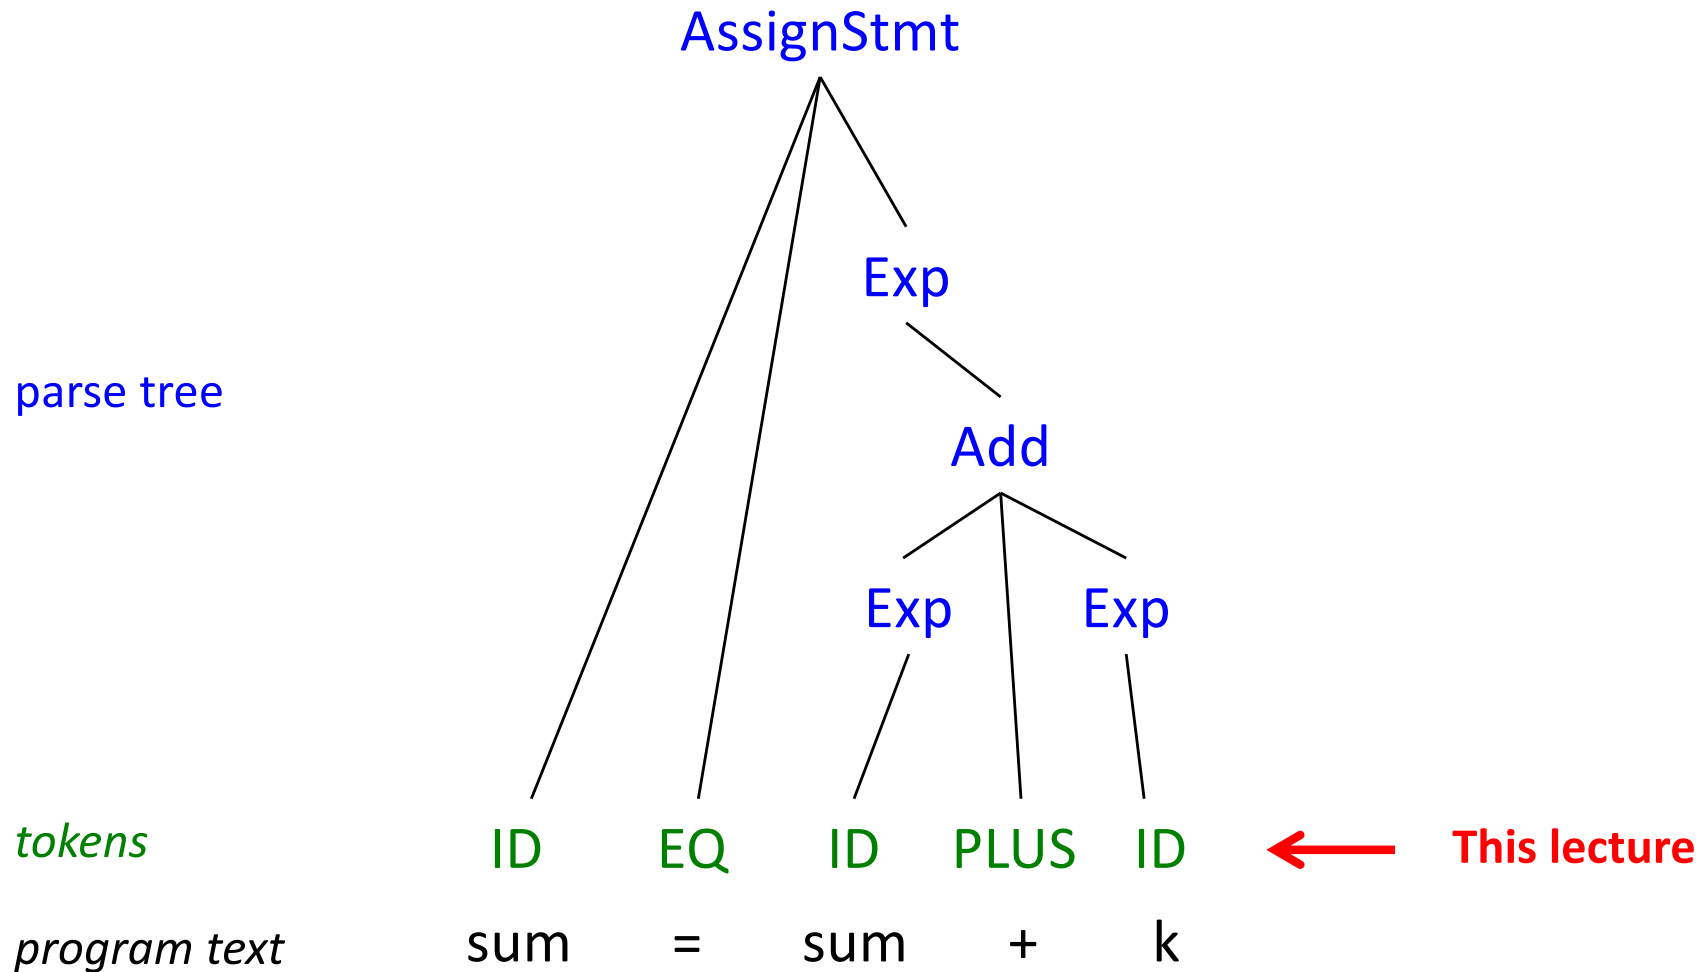 AssignStmt
Exp
parse tree
Add
Exp Exp
tokens ID EQ ID PLUS ID This lecture
program text sum = sum + k